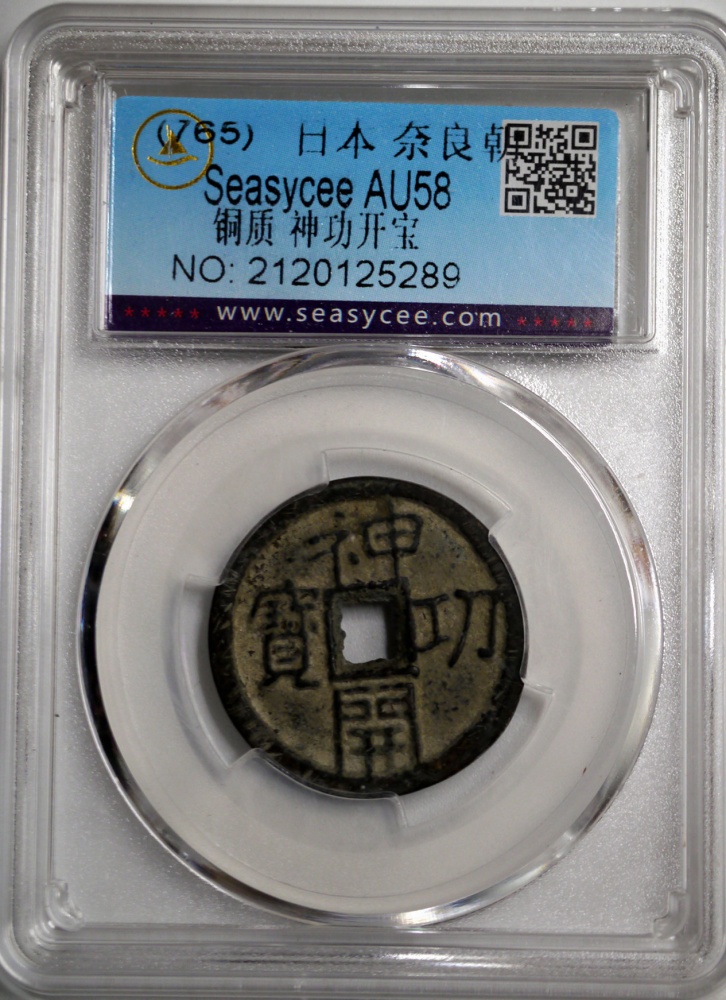 (765) 日本 奈良朝
Seasycee AU58
铜质 神功开宝
NO: 2120125289
***** www.seasycee.com *****
神
功
開
寶